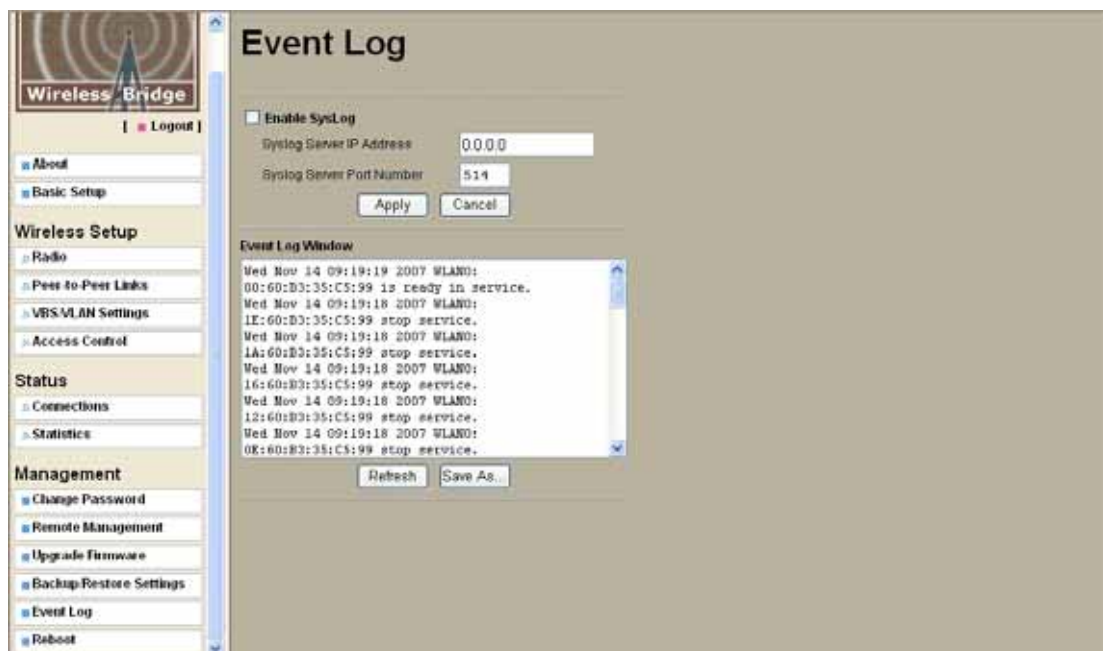 Wireless Bridge
[ Logout ]
About
Basic Setup
Wireless Setup
Radio
Peer-to-Peer Links
VBS/VLAN Settings
Access Control
Status
Connections
Statistics
Management
Change Password
Remote Management
Upgrade Firmware
Backup/Restore Settings
Event Log
Reboot
Event Log
Enable SysLog
Syslog Server IP Address 0.0.0.0
Syslog Server Port Number 514
Apply Cancel
Event Log Window
Wed Nov 14 09:19:19 2007 WLAN0:
00:60:B3:35:C5:99 is ready in service.
Wed Nov 14 09:19:18 2007 WLAN0:
1E:60:B3:35:C5:99 stop service.
Wed Nov 14 09:19:18 2007 WLAN0:
1A:60:B3:35:C5:99 stop service.
Wed Nov 14 09:19:18 2007 WLAN0:
16:60:B3:35:C5:99 stop service.
Wed Nov 14 09:19:18 2007 WLAN0:
12:60:B3:35:C5:99 stop service.
Wed Nov 14 09:19:18 2007 WLAN0:
0E:60:B3:35:C5:99 stop service.
Refresh Save As...